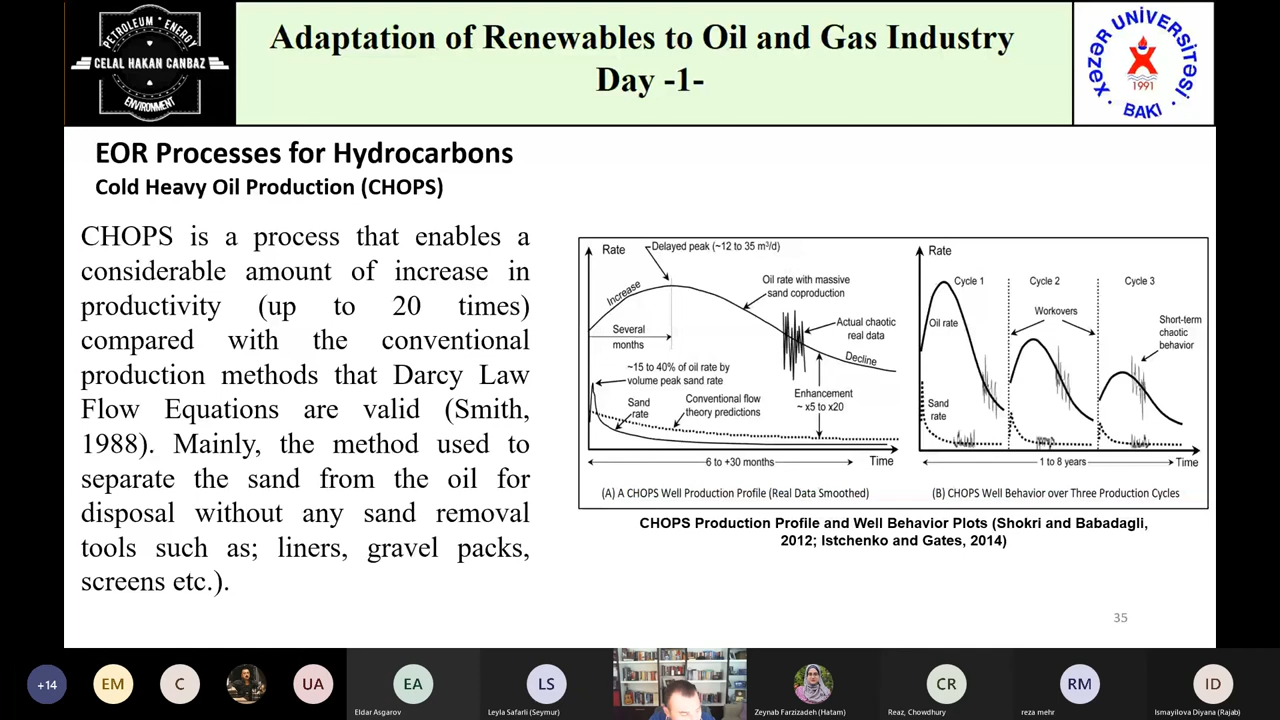 PETROLEUM * ENERGY
CELAL HAKAN CANBAZ
ENVIRONMENT
Adaptation of Renewables to Oil and Gas Industry
Day -1-
XƏZƏR UNİVERSİTƏSİ
1991
• BAKI •
EOR Processes for Hydrocarbons
Cold Heavy Oil Production (CHOPS)
CHOPS is a process that enables a
considerable amount of increase in
productivity (up to 20 times)
compared with the conventional
production methods that Darcy Law
Flow Equations are valid (Smith,
1988). Mainly, the method used to
separate the sand from the oil for
disposal without any sand removal
tools such as; liners, gravel packs,
screens etc.).
Rate
Delayed peak (~12 to 35 m³/d)
Increase
Oil rate with massive
sand coproduction
Several
months
Actual chaotic
real data
Decline
~15 to 40% of oil rate by
volume peak sand rate
Sand
rate
Conventional flow
theory predictions
Enhancement
~ x5 to x20
6 to +30 months
Time
(A) A CHOPS Well Production Profile (Real Data Smoothed)
Rate
Cycle 1
Cycle 2
Cycle 3
Workovers
Oil rate
Short-term
chaotic
behavior
Sand
rate
1 to 8 years
Time
(B) CHOPS Well Behavior over Three Production Cycles
CHOPS Production Profile and Well Behavior Plots (Shokri and Babadagli,
2012; Istchenko and Gates, 2014)
35
+14
EM
C
UA
EA
Eldar Asgarov
LS
Leyla Safarli (Seymur)
Zeynab Farzizadeh (Hatam)
CR
Reaz, Chowdhury
RM
reza mehr
ID
Ismayilova Diyana (Rajab)